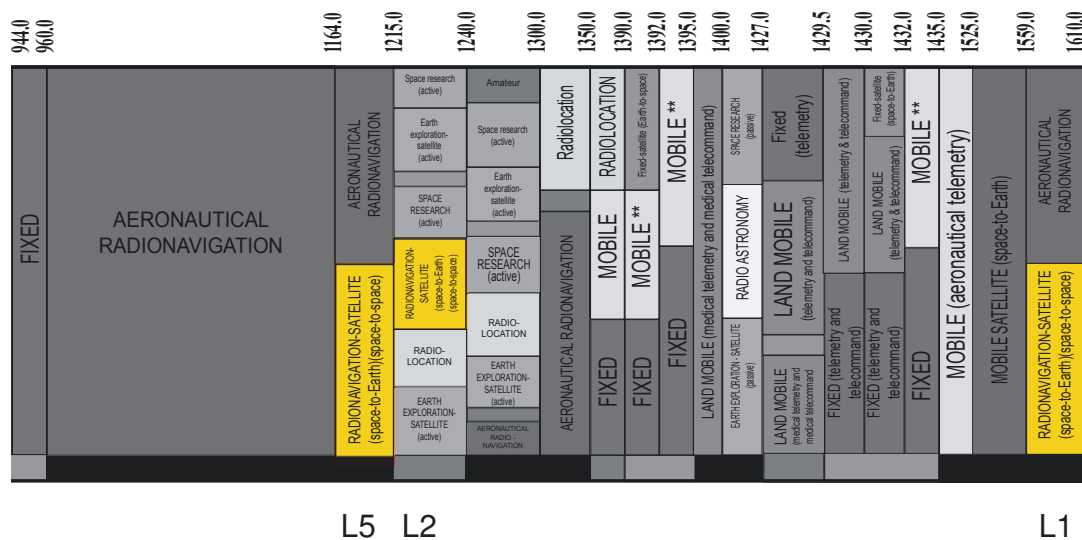 944.0
960.0
1164.0
1215.0
1240.0
1300.0
1350.0
1390.0
1392.0
1395.0
1400.0
1427.0
1429.5
1430.0
1432.0
1435.0
1525.0
1559.0
1610.0
FIXED
AERONAUTICAL
RADIONAVIGATION
AERONAUTICAL
RADIONAVIGATION
RADIONAVIGATION-SATELLITE
(space-to-Earth)(space-to-space)
Space research
(active)
Earth
exploration-
satellite
(active)
SPACE
RESEARCH
(active)
RADIONAVIGATION-
SATELLITE
(space-to-Earth)
(space-to-space)
RADIO-
LOCATION
EARTH
EXPLORATION-
SATELLITE
(active)
Amateur
Space research
(active)
Earth
exploration-
satellite
(active)
SPACE
RESEARCH
(active)
RADIO-
LOCATION
EARTH
EXPLORATION-
SATELLITE
(active)
AERONAUTICAL
RADIO -
NAVIGATION
Radiolocation
AERONAUTICAL RADIONAVIGATION
RADIOLOCATION
MOBILE
FIXED
Fixed-satellite (Earth-to-space)
MOBILE **
FIXED
MOBILE **
FIXED
LAND MOBILE (medical telemetry and medical telecommand)
SPACE RESEARCH
(passive)
RADIO ASTRONOMY
EARTH EXPLORATION - SATELLITE
(passive)
Fixed
(telemetry)
LAND MOBILE
(telemetry and telecommand)
LAND MOBILE
(medical telemetry and
medical telecommand
LAND MOBILE (telemetry & telecommand)
FIXED (telemetry and
telecommand)
Fixed-satellite
(space-to-Earth)
LAND MOBILE
(telemetry & telecommand)
FIXED (telemetry and
telecommand)
MOBILE **
FIXED
MOBILE (aeronautical telemetry)
MOBILE SATELLITE (space-to-Earth)
AERONAUTICAL
RADIONAVIGATION
RADIONAVIGATION-SATELLITE
(space-to-Earth)(space-to-space)
L5
L2
L1